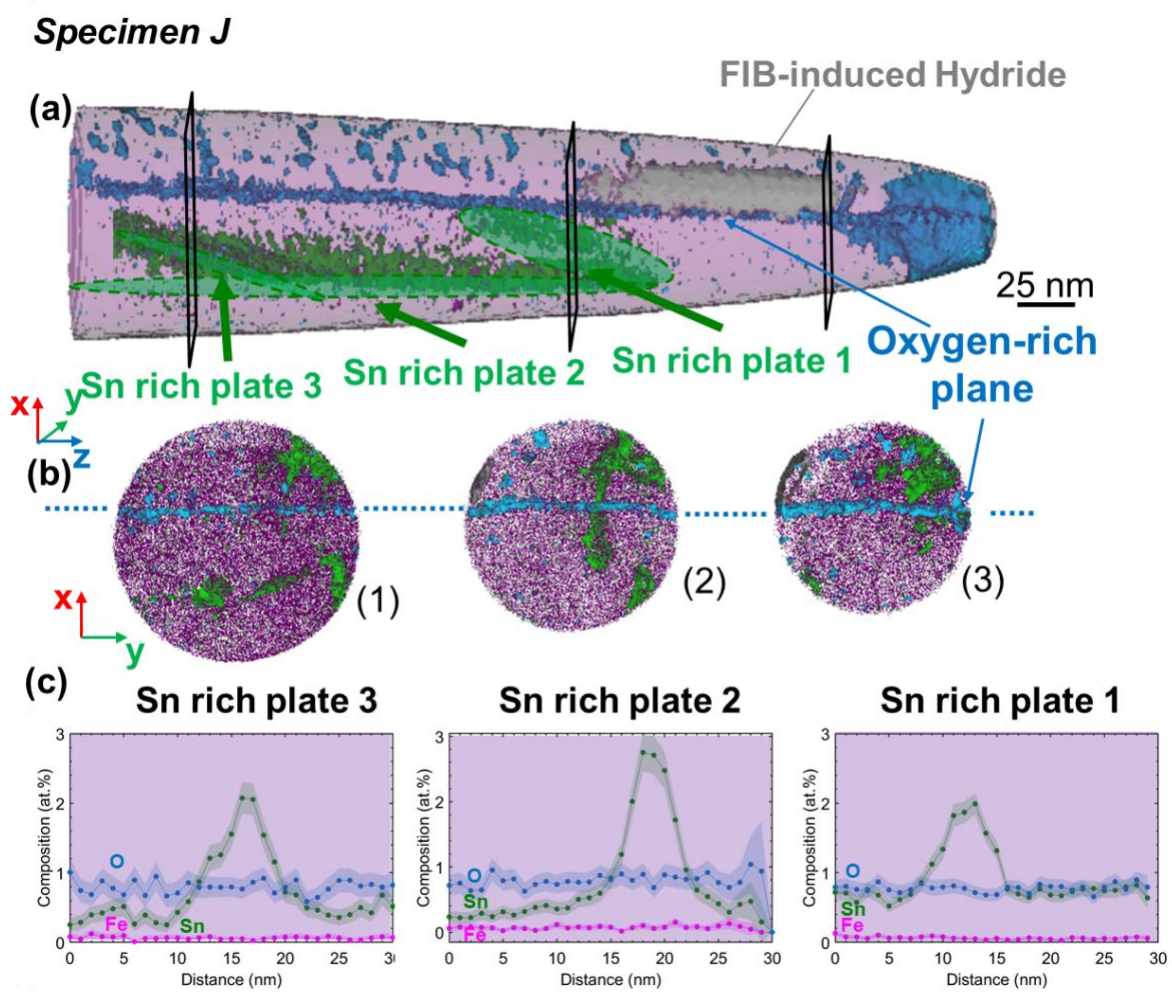 Specimen J
(a)
FIB-induced Hydride
25 nm
Oxygen-rich
plane
Sn rich plate 1
Sn rich plate 2
Sn rich plate 3
x
y
z
(b)
(1)
(2)
(3)
x
y
(c)
Sn rich plate 3
Sn rich plate 2
Sn rich plate 1
Composition (at.%)
3
2
1
0
O
Fe
Sn
0 5 10 15 20 25 30
Distance (nm)
Composition (at.%)
3
2
1
0
O
Sn
Fe
0 5 10 15 20 25 30
Distance (nm)
Composition (at.%)
3
2
1
0
O
Sn
Fe
0 5 10 15 20 25 30
Distance (nm)